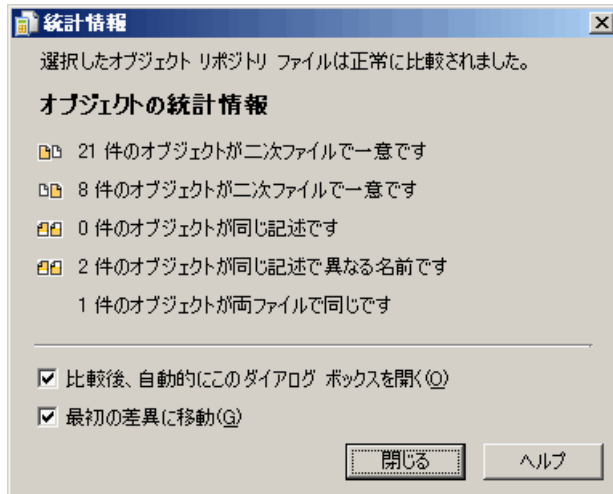 統計情報
選択したオブジェクト リポジトリ ファイルは正常に比較されました。
オブジェクトの統計情報
21 件のオブジェクトが二次ファイルで一意です
8 件のオブジェクトが二次ファイルで一意です
0 件のオブジェクトが同じ記述です
2 件のオブジェクトが同じ記述で異なる名前です
1 件のオブジェクトが両ファイルで同じです
比較後、自動的にこのダイアログ ボックスを開く(O)
最初の差異に移動(G)
閉じる
ヘルプ